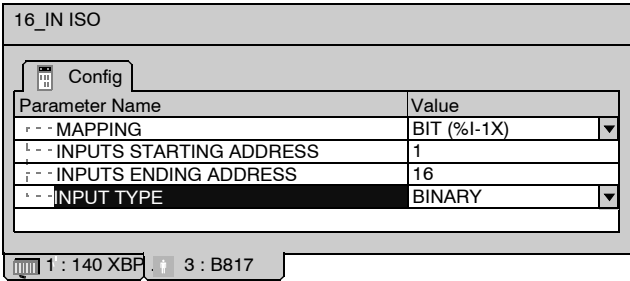 16_IN ISO
Config
Parameter Name Value
MAPPING BIT (%I-1X)
INPUTS STARTING ADDRESS 1
INPUTS ENDING ADDRESS 16
INPUT TYPE BINARY
1 : 140 XBP . 3 : B817